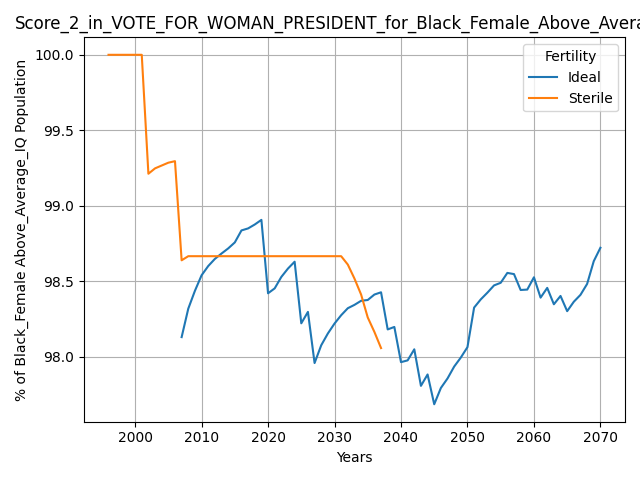 Score_2_in_VOTE_FOR_WOMAN_PRESIDENT_for_Black_Female_Above_Avera
% of Black_Female Above_Average_IQ Population
100.0
99.5
99.0
98.5
98.0
Fertility
Ideal
Sterile
2000 2010 2020 2030 2040 2050 2060 2070
Years